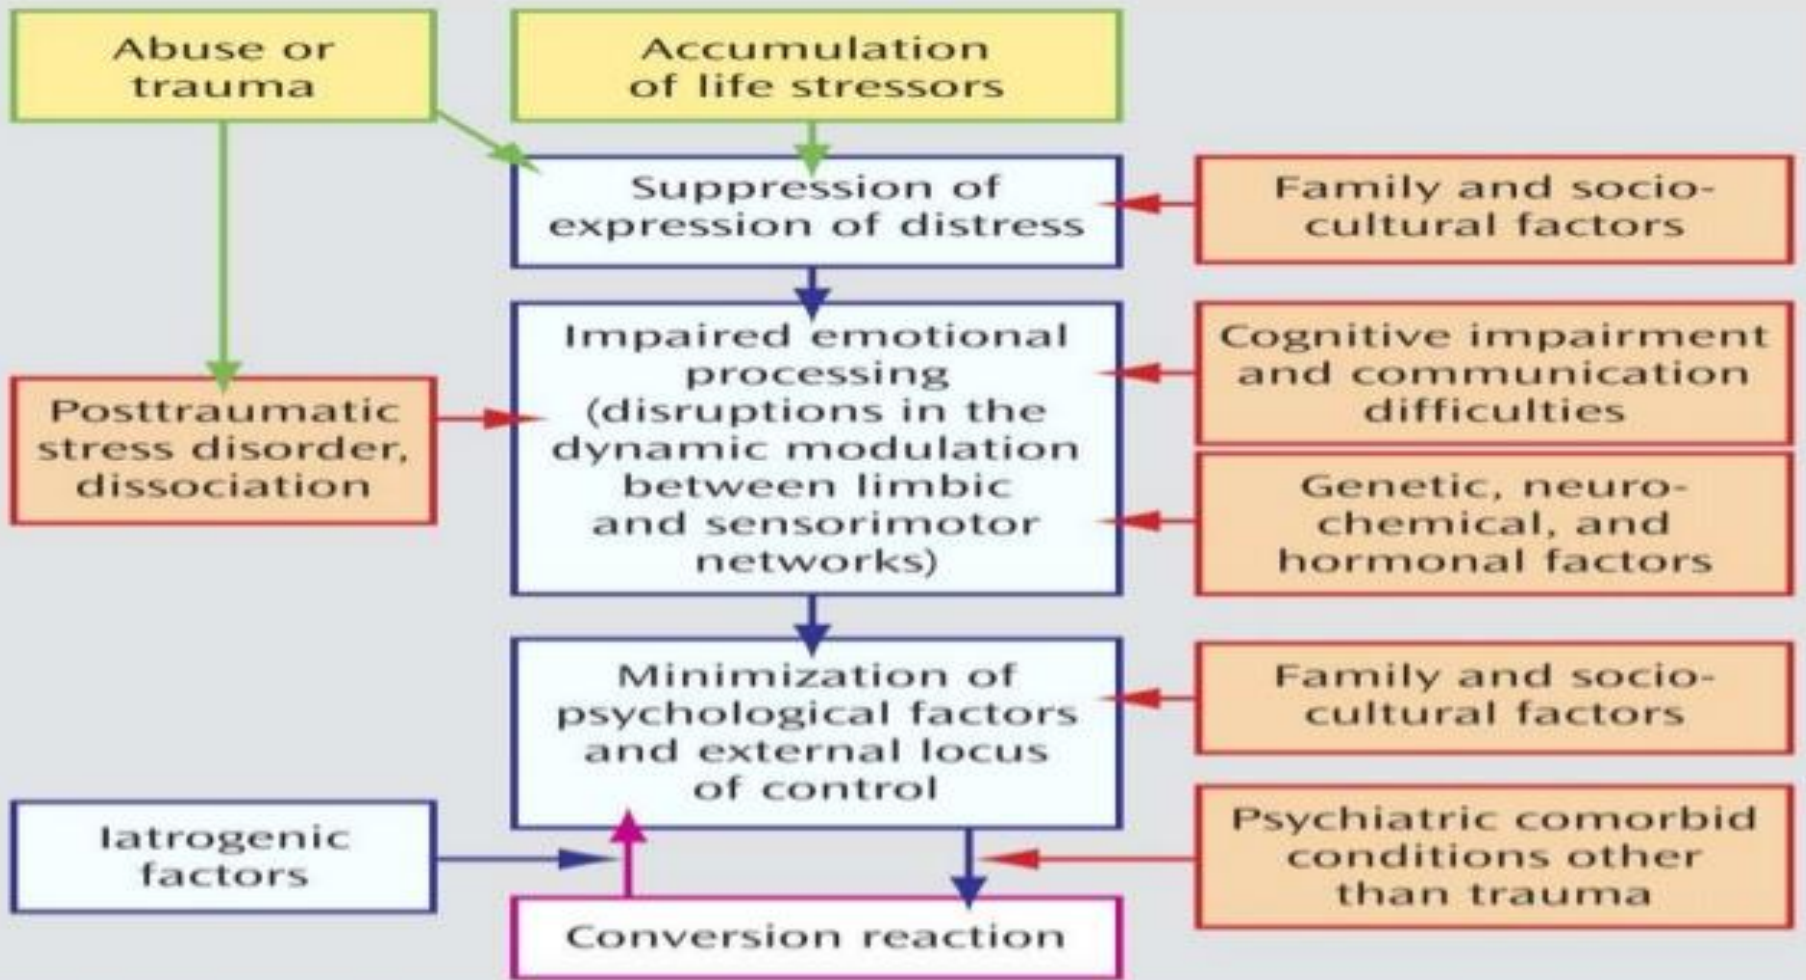 Abuse or
trauma
Accumulation
of life stressors
Suppression of
expression of distress
Family and socio-
cultural factors
Impaired emotional
processing
(disruptions in the
dynamic modulation
between limbic
and sensorimotor
networks)
Cognitive impairment
and communication
difficulties
Posttraumatic
stress disorder,
dissociation
Genetic, neuro-
chemical, and
hormonal factors
Minimization of
psychological factors
and external locus
of control
Family and socio-
cultural factors
Iatrogenic
factors
Psychiatric comorbid
conditions other
than trauma
Conversion reaction